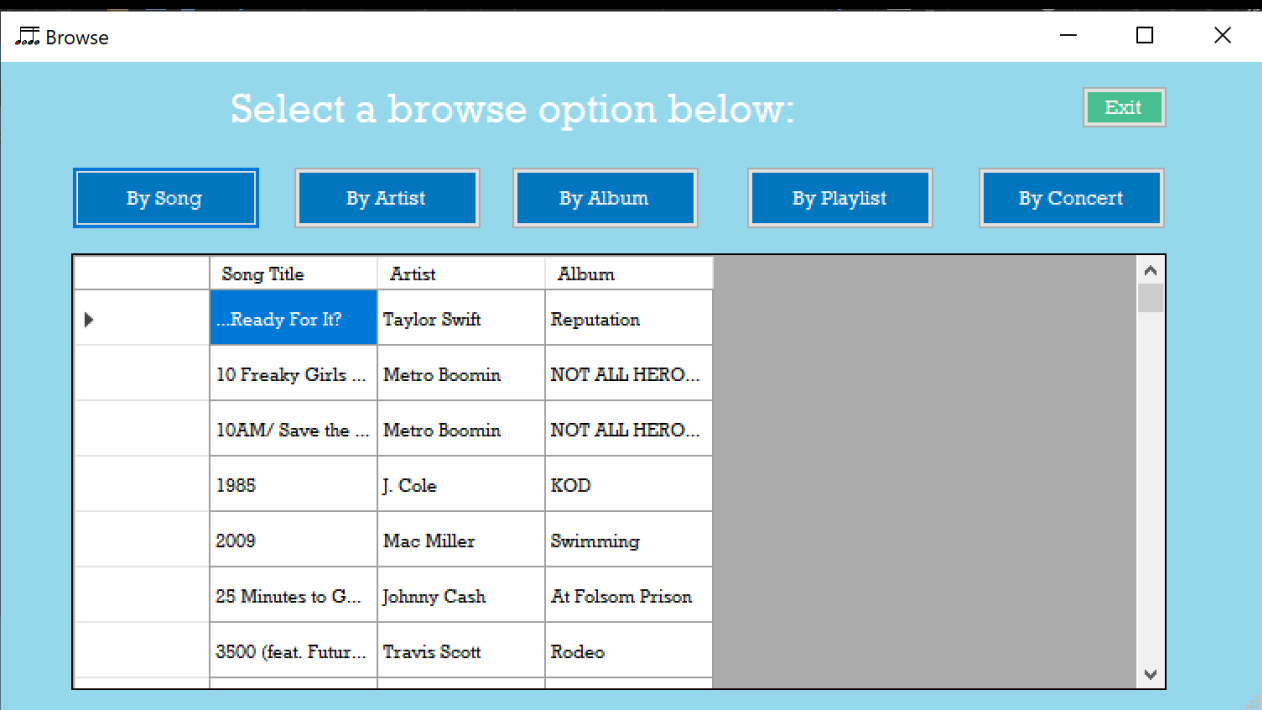 Browse
Select a browse option below:
Exit
By Song By Artist By Album By Playlist By Concert
Song Title Artist Album
...Ready For It? Taylor Swift Reputation
10 Freaky Girls ... Metro Boomin NOT ALL HERO...
10AM/ Save the ... Metro Boomin NOT ALL HERO...
1985 J. Cole KOD
2009 Mac Miller Swimming
25 Minutes to G... Johnny Cash At Folsom Prison
3500 (feat. Futur... Travis Scott Rodeo